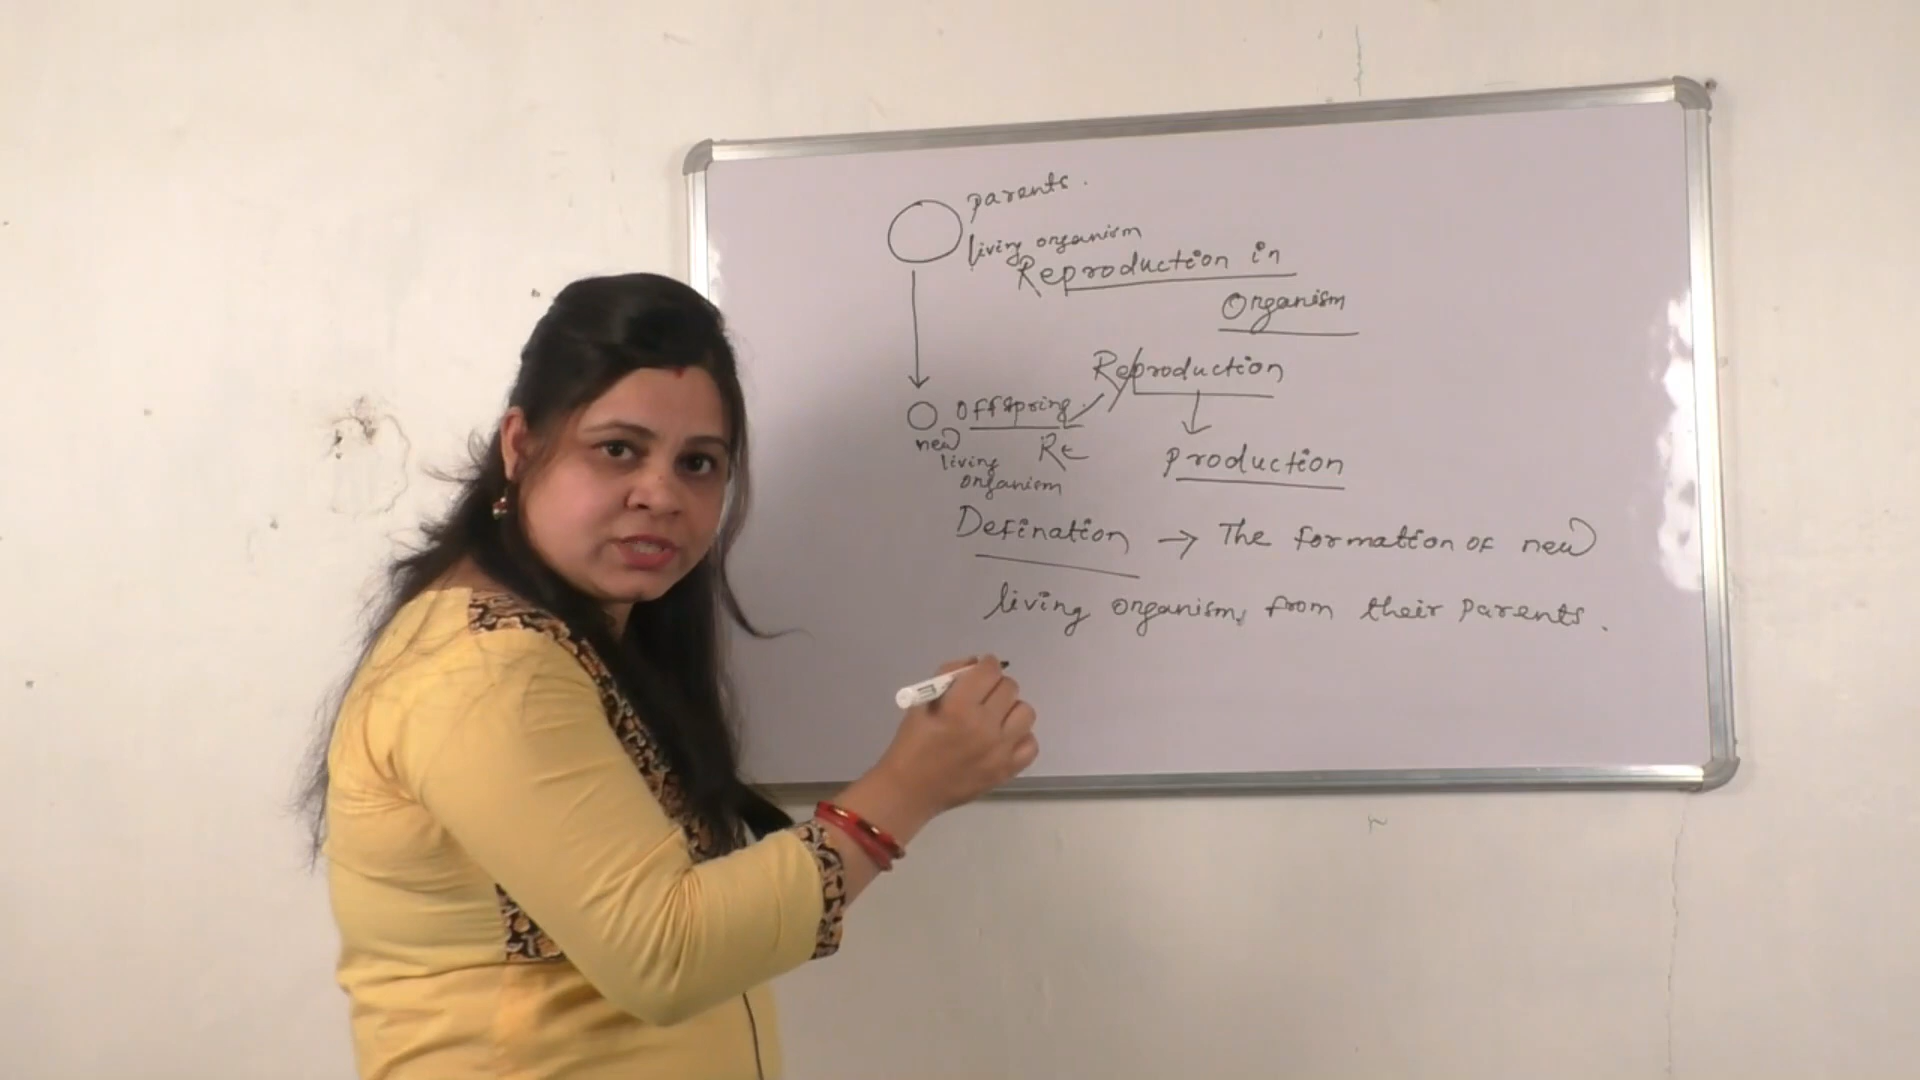 parents.
living organism
Reproduction in
Organism
Reproduction
offspring
new
living
organism
Re
production
Defination → The formation of new
living organisms from their parents.